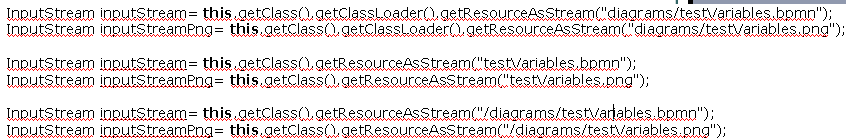 InputStream inputStream= this.getClass().getClassLoader().getResourceAsStream("diagrams/testVariables.bpmn");
InputStream inputStreamPng= this.getClass().getClassLoader().getResourceAsStream("diagrams/testVariables.png");
InputStream inputStream= this.getClass().getResourceAsStream("testVariables.bpmn");
InputStream inputStreamPng= this.getClass().getResourceAsStream("testVariables.png");
InputStream inputStream= this.getClass().getResourceAsStream("/diagrams/testVariables.bpmn");
InputStream inputStreamPng= this.getClass().getResourceAsStream("/diagrams/testVariables.png");